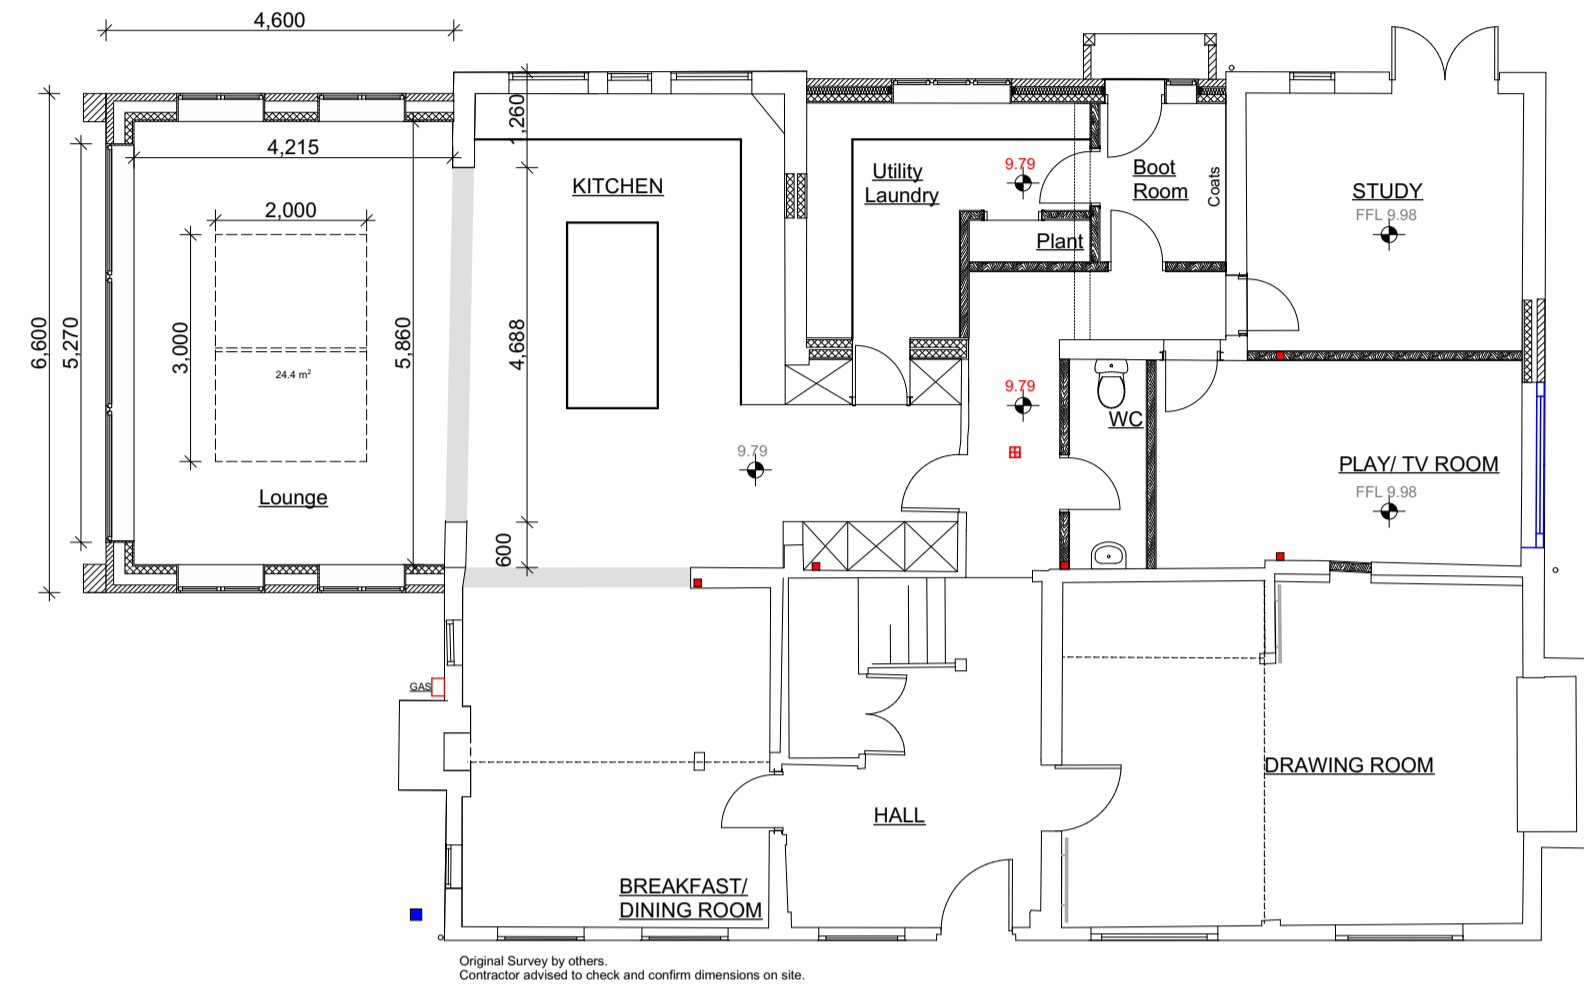 4,600
1,260
4,215
KITCHEN
Utility
Laundry
9.79
Boot
Room
Coats
STUDY
FFL 9.98
2,000
Plant
6,600
5,270
3,000
5,860
4,688
24.4 m²
9.79
WC
9.79
PLAY/ TV ROOM
FFL 9.98
Lounge
600
GAS
DRAWING ROOM
HALL
BREAKFAST/
DINING ROOM
Original Survey by others.
Contractor advised to check and confirm dimensions on site.